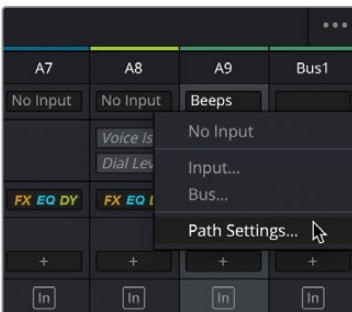 •••
A7 A8 A9 Bus1
No Input No Input Beeps
Voice Is
Dial Lev
No Input
Input...
Bus...
Path Settings...
FX EQ DY FX EQ
+ + + +
In In In In